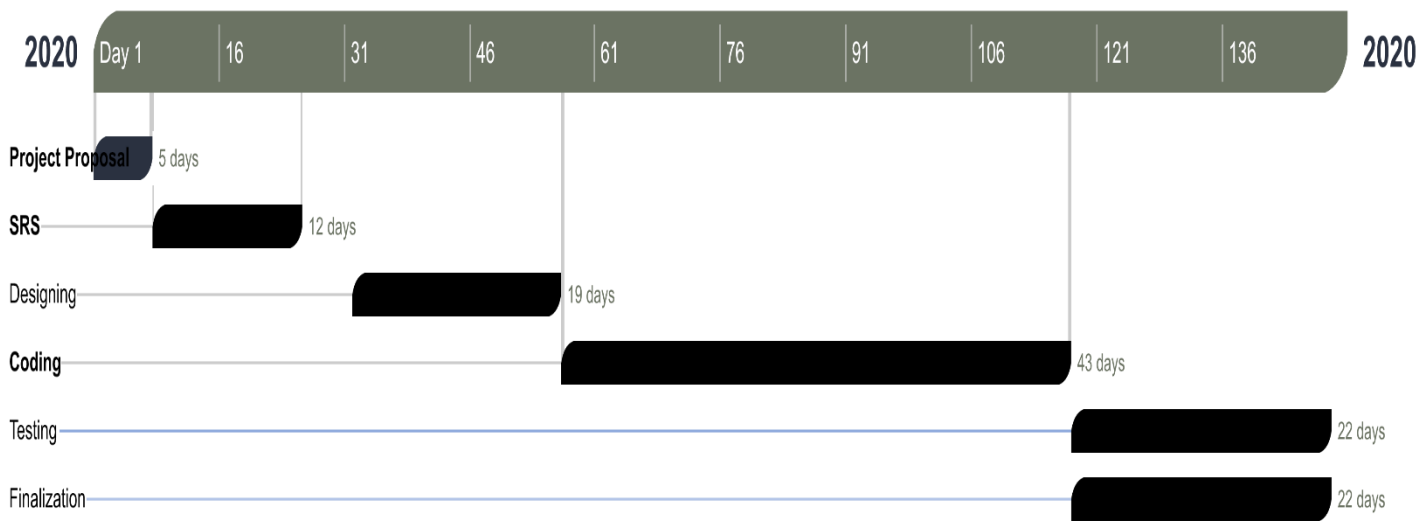 2020 Day 1 16 31 46 61 76 91 106 121 136 2020
Project Proposal 5 days
SRS 12 days
Designing 19 days
Coding 43 days
Testing 22 days
Finalization 22 days